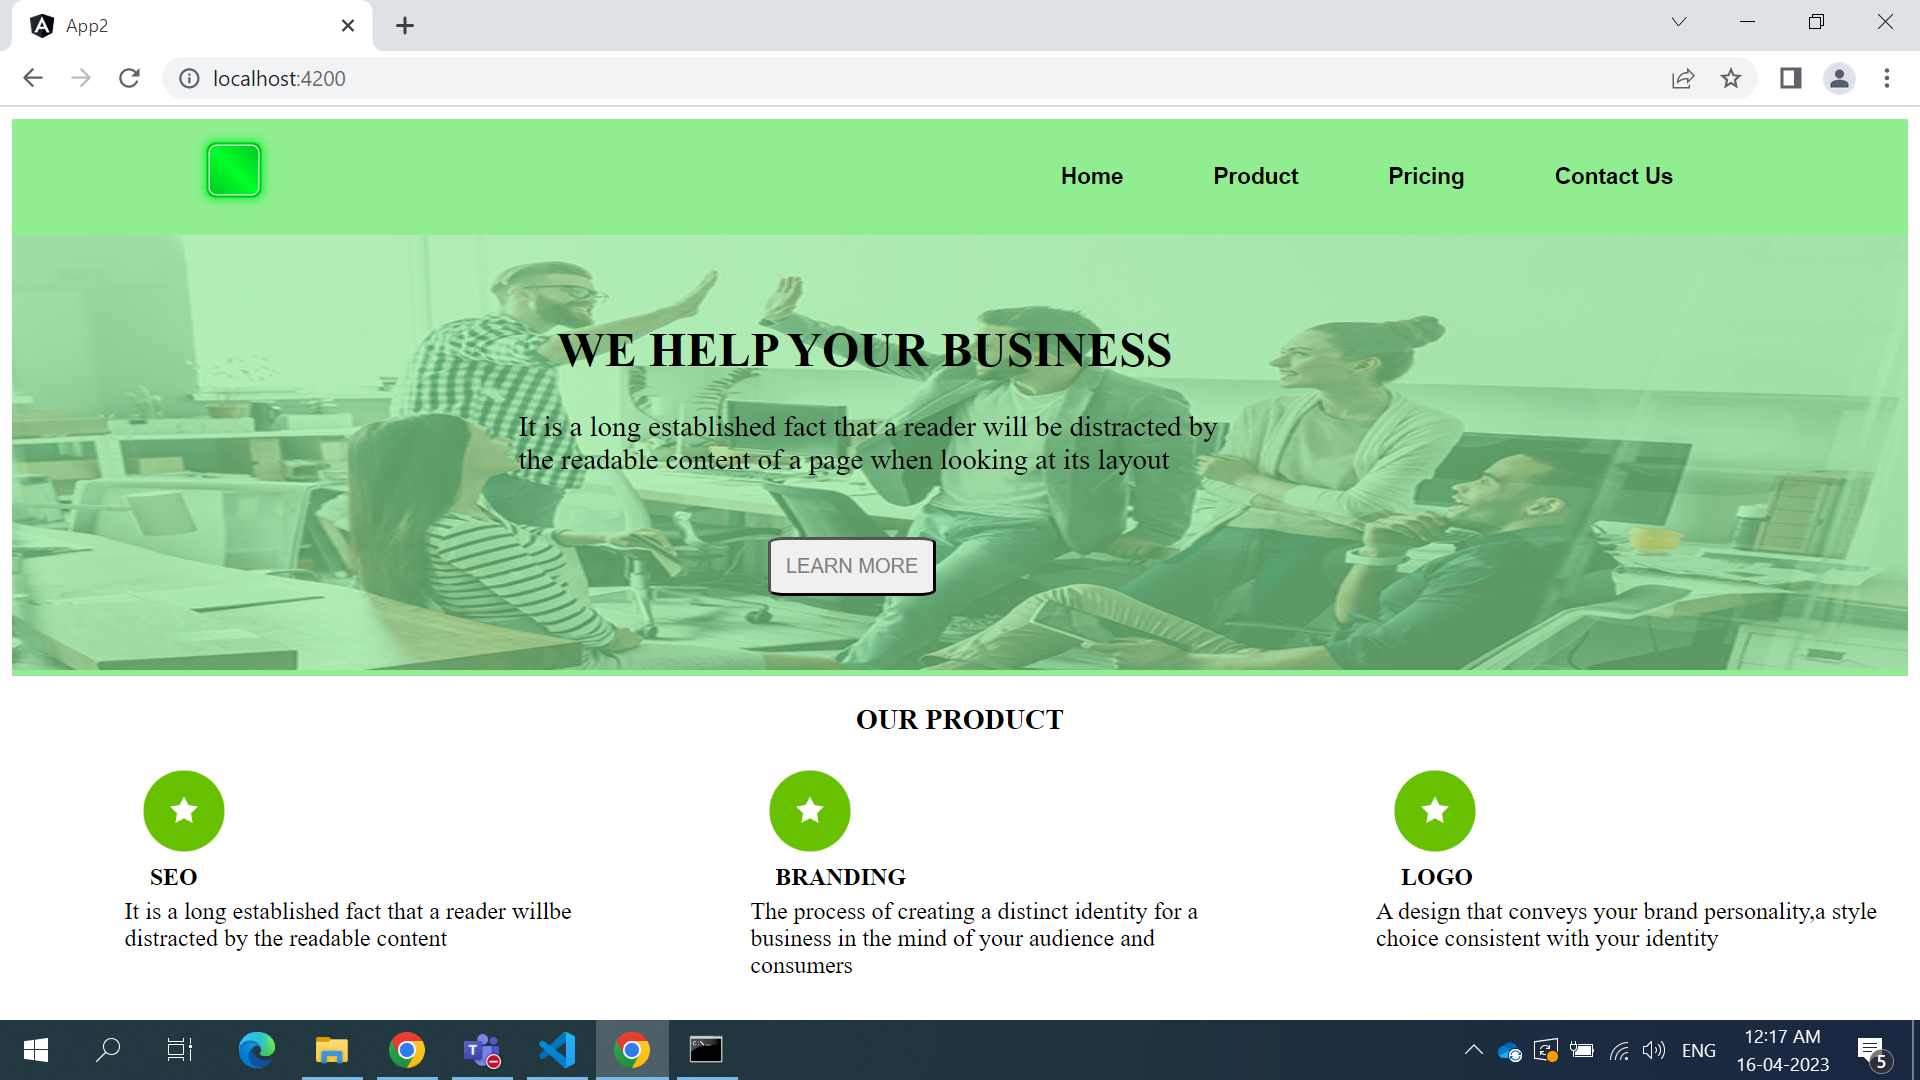 App2
localhost:4200
Home Product Pricing Contact Us
WE HELP YOUR BUSINESS
It is a long established fact that a reader will be distracted by
the readable content of a page when looking at its layout
LEARN MORE
OUR PRODUCT
SEO
It is a long established fact that a reader willbe
distracted by the readable content
BRANDING
The process of creating a distinct identity for a
business in the mind of your audience and
consumers
LOGO
A design that conveys your brand personality,a style
choice consistent with your identity
ENG
12:17 AM
16-04-2023
5